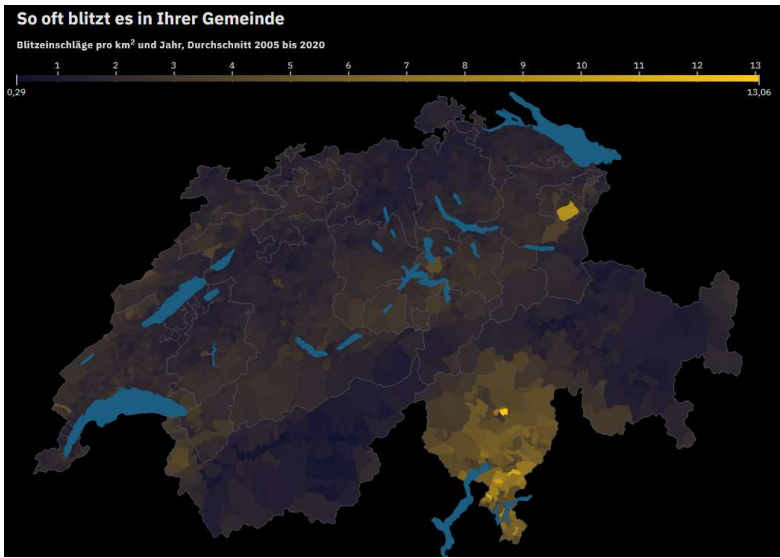 So oft blitzt es in Ihrer Gemeinde
Blitzeinschläge pro km² und Jahr, Durchschnitt 2005 bis 2020
1 2 3 4 5 6 7 8 9 10 11 12 13
0,29 13,06